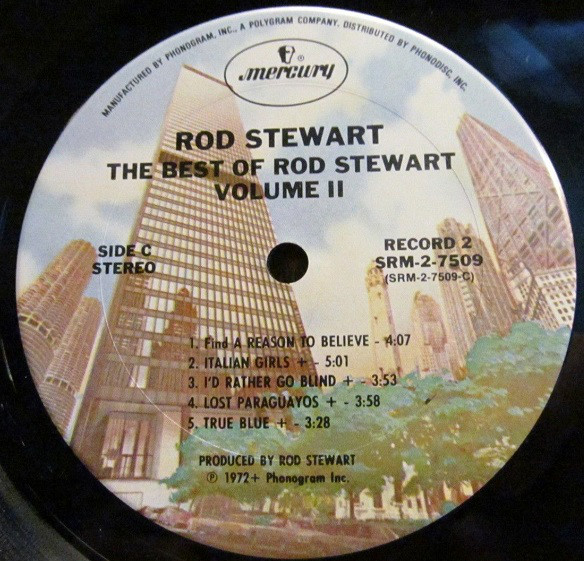 MANUFACTURED BY PHONOGRAM, INC., A POLYGRAM COMPANY. DISTRIBUTED BY PHONODISC, INC.
mercury ®
ROD STEWART
THE BEST OF ROD STEWART
VOLUME II
SIDE C
STEREO
RECORD 2
SRM-2-7509
(SRM-2-7509-C)
1. Find A REASON TO BELIEVE - 4:07
2. ITALIAN GIRLS + - 5:01
3. I'D RATHER GO BLIND + - 3:53
4. LOST PARAGUAYOS + - 3:58
5. TRUE BLUE + - 3:28
PRODUCED BY ROD STEWART
℗ 1972+ Phonogram Inc.